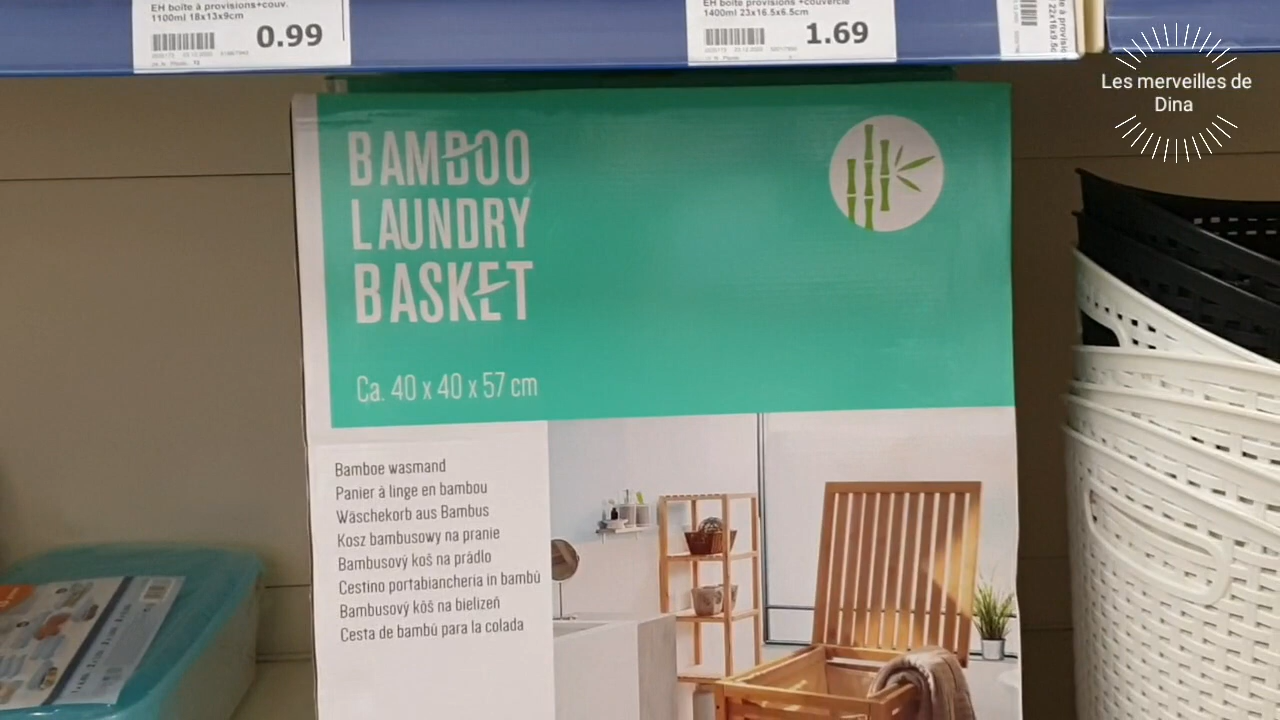 EH boîte à provisions+couv.
1100ml 18x13x9cm
0.99
EH boîte provisions +couvercle
1400ml 23x16.5x6.5cm
1.69
Les merveilles de
Dina
BAMBOO
LAUNDRY
BASKET
Ca. 40 x 40 x 57 cm
Bamboe wasmand
Panier à linge en bambou
Wäschekorb aus Bambus
Kosz bambusowy na pranie
Bambusový koš na prádlo
Cestino portabiancheria in bambù
Bambusový kôš na bielizeň
Cesta de bambú para la colada